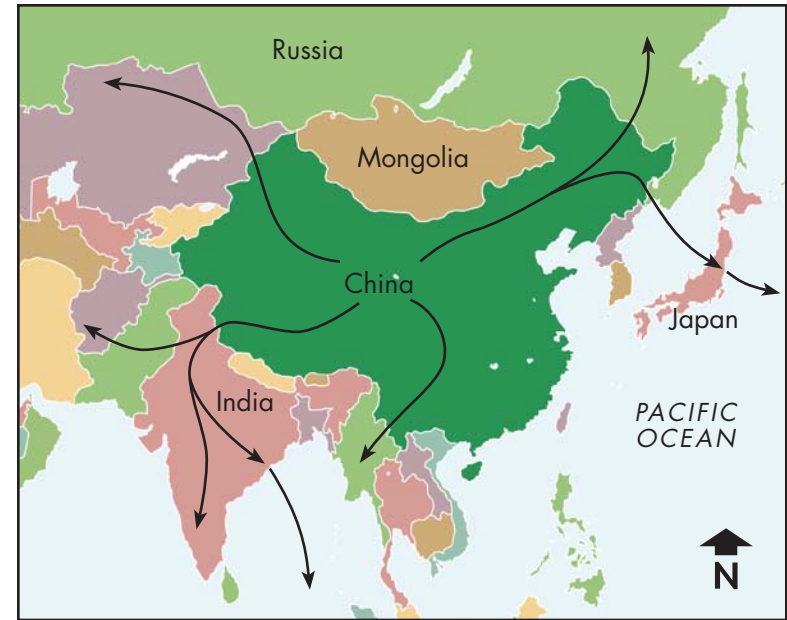 Russia
Mongolia
China
Japan
India
PACIFIC
OCEAN
N